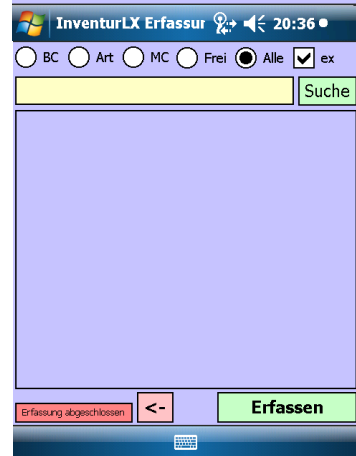 InventurLX Erfassur 20:36
BC Art MC Frei Alle ex
Suche
Erfassung abgeschlossen <- Erfassen